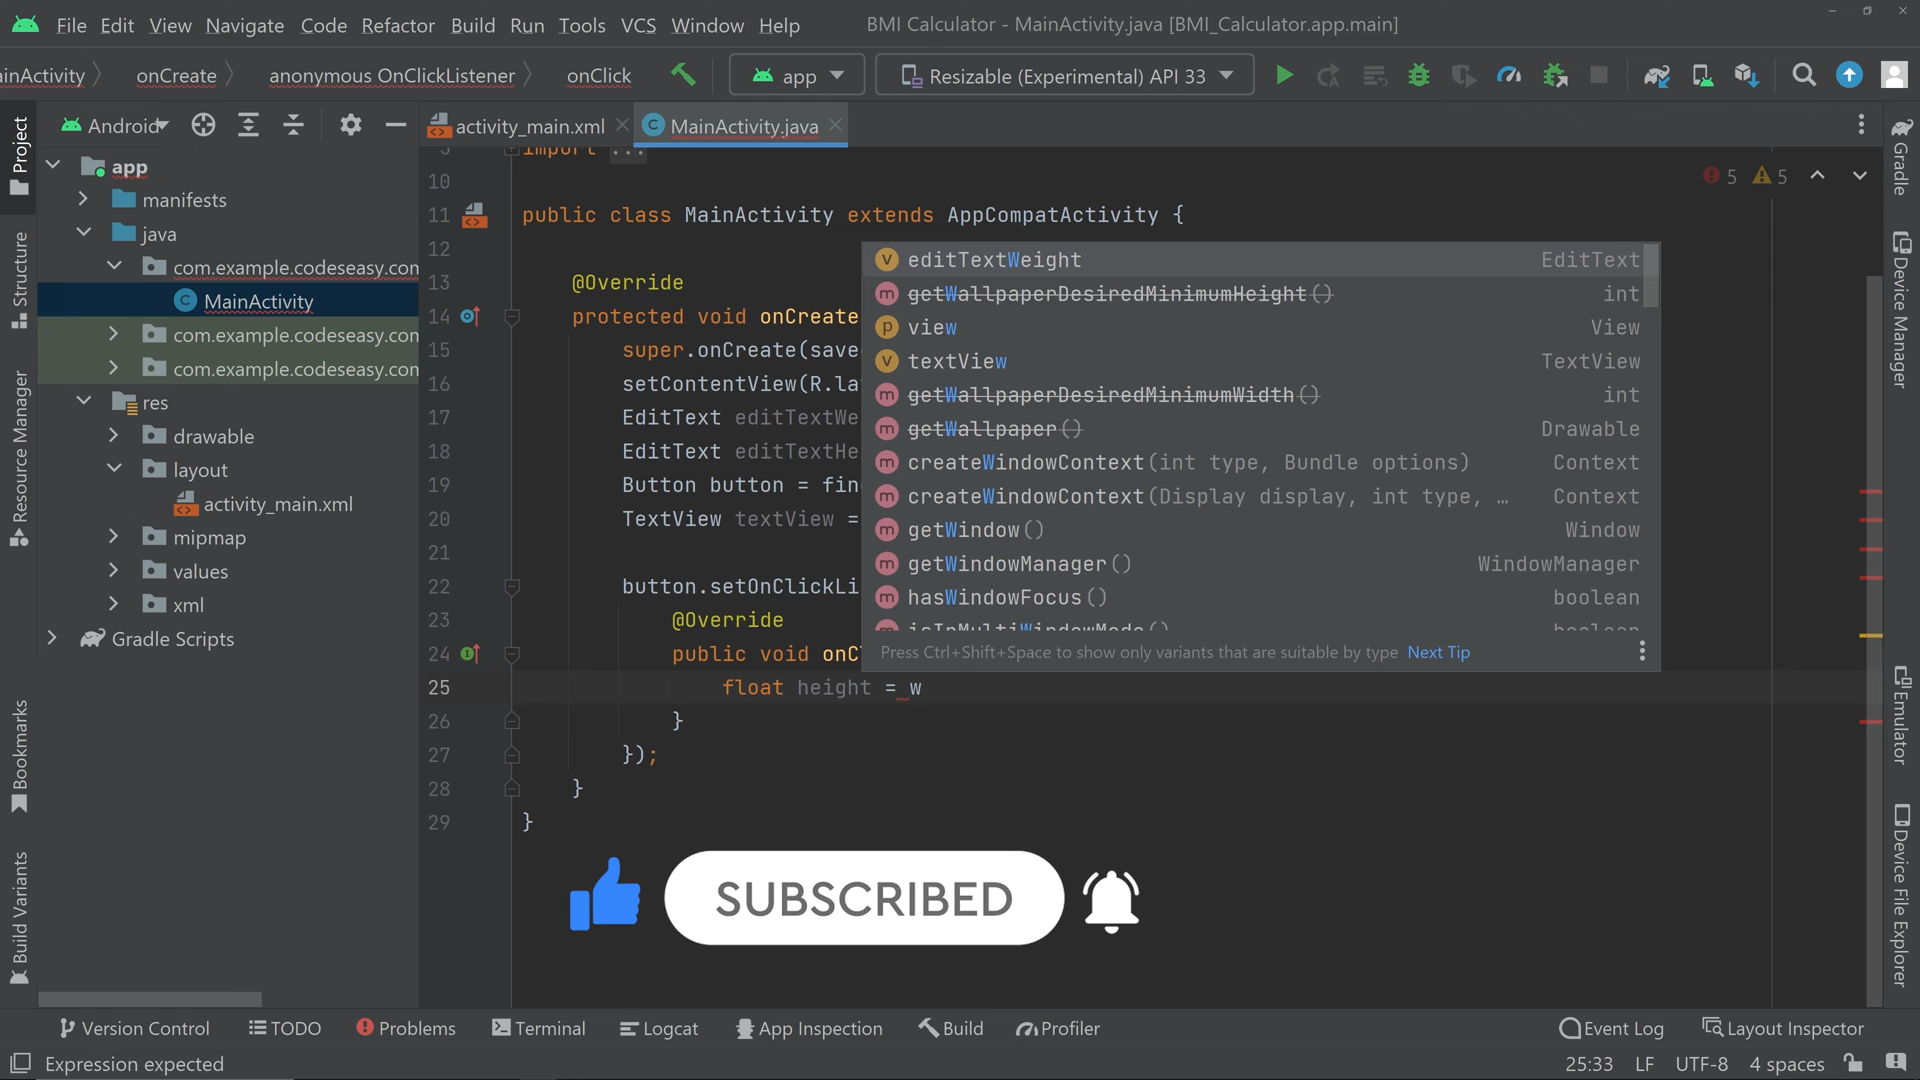 File Edit View Navigate Code Refactor Build Run Tools VCS Window Help BMI Calculator - MainActivity.java [BMI_Calculator.app.main]
ainActivity onCreate anonymous OnClickListener onClick app Resizable (Experimental) API 33
Project
Structure
Resource Manager
Bookmarks
Build Variants
Android
app
manifests
java
com.example.codeseasy.com
MainActivity
com.example.codeseasy.com
com.example.codeseasy.com
res
drawable
layout
activity_main.xml
mipmap
values
xml
Gradle Scripts
activity_main.xml MainActivity.java
5 import ...
10
11 public class MainActivity extends AppCompatActivity {
12
13 @Override
14 protected void onCreate
15 super.onCreate(save
16 setContentView(R.la
17 EditText editTextWe
18 EditText editTextHe
19 Button button = fin
20 TextView textView =
21
22 button.setOnClickLi
23 @Override
24 public void onC
25 float height = w
26 }
27 });
28 }
29 }
5 5
editTextWeight EditText
getWallpaperDesiredMinimumHeight() int
view View
textView TextView
getWallpaperDesiredMinimumWidth() int
getWallpaper() Drawable
createWindowContext(int type, Bundle options) Context
createWindowContext(Display display, int type, … Context
getWindow() Window
getWindowManager() WindowManager
hasWindowFocus() boolean
isInMultiWindowMode() boolean
Press Ctrl+Shift+Space to show only variants that are suitable by type Next Tip
SUBSCRIBED
Gradle
Device Manager
Emulator
Device File Explorer
Version Control TODO Problems Terminal Logcat App Inspection Build Profiler Event Log Layout Inspector
Expression expected 25:33 LF UTF-8 4 spaces